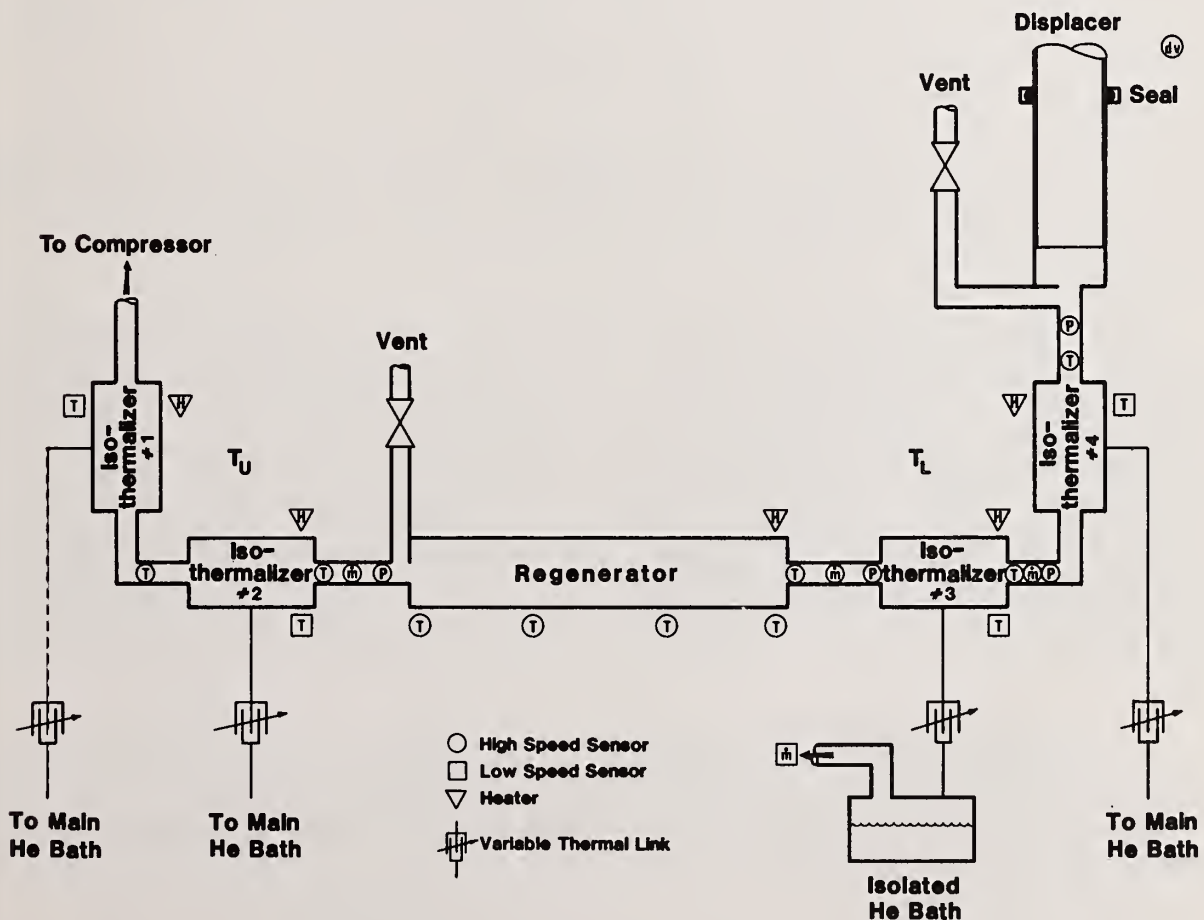 Displacer
dv
Vent
Seal
To Compressor
P
T
Vent
T
H
Iso-
thermalizer
#1
T_U
T_L
H
Iso-
thermalizer
#4
T
H
H
H
T
Iso-
thermalizer
#2
T
ṁ
P
Regenerator
T
ṁ
P
Iso-
thermalizer
#3
T
ṁ
P
T
T
T
T
T
T
High Speed Sensor
Low Speed Sensor
Heater
Variable Thermal Link
ṁ
To Main
He Bath
To Main
He Bath
Isolated
He Bath
To Main
He Bath